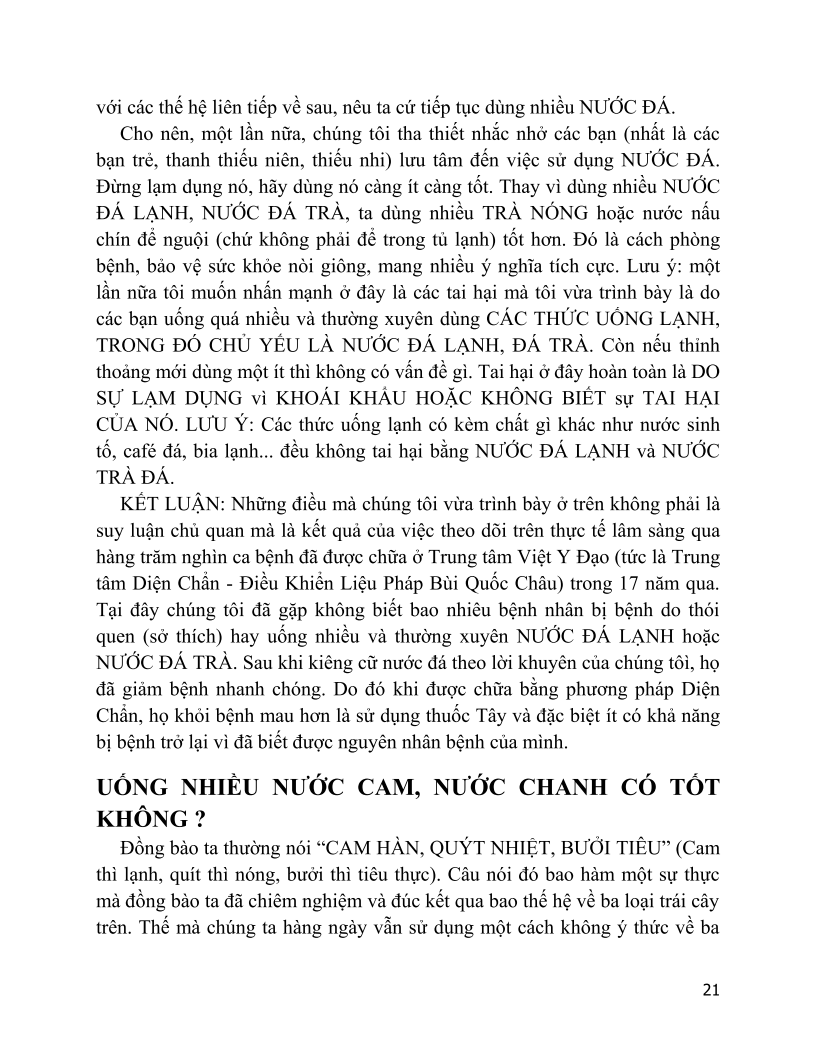 với các thế hệ liên tiếp về sau, nêu ta cứ tiếp tục dùng nhiều NƯỚC ĐÁ.
Cho nên, một lần nữa, chúng tôi tha thiết nhắc nhở các bạn (nhất là các
bạn trẻ, thanh thiếu niên, thiếu nhi) lưu tâm đến việc sử dụng NƯỚC ĐÁ.
Đừng lạm dụng nó, hãy dùng nó càng ít càng tốt. Thay vì dùng nhiều NƯỚC
ĐÁ LẠNH, NƯỚC ĐÁ TRÀ, ta dùng nhiều TRÀ NÓNG hoặc nước nấu
chín để nguội (chứ không phải để trong tủ lạnh) tốt hơn. Đó là cách phòng
bệnh, bảo vệ sức khỏe nòi giông, mang nhiều ý nghĩa tích cực. Lưu ý: một
lần nữa tôi muốn nhấn mạnh ở đây là các tai hại mà tôi vừa trình bày là do
các bạn uống quá nhiều và thường xuyên dùng CÁC THỨC UỐNG LẠNH,
TRONG ĐÓ CHỦ YẾU LÀ NƯỚC ĐÁ LẠNH, ĐÁ TRÀ. Còn nếu thỉnh
thoảng mới dùng một ít thì không có vấn đề gì. Tai hại ở đây hoàn toàn là DO
SỰ LẠM DỤNG vì KHOÁI KHẨU HOẶC KHÔNG BIẾT sự TAI HẠI
CỦA NÓ. LƯU Ý: Các thức uống lạnh có kèm chất gì khác như nước sinh
tố, café đá, bia lạnh... đều không tai hại bằng NƯỚC ĐÁ LẠNH và NƯỚC
TRÀ ĐÁ.
KẾT LUẬN: Những điều mà chúng tôi vừa trình bày ở trên không phải là
suy luận chủ quan mà là kết quả của việc theo dõi trên thực tế lâm sàng qua
hàng trăm nghìn ca bệnh đã được chữa ở Trung tâm Việt Y Đạo (tức là Trung
tâm Diện Chẩn - Điều Khiển Liệu Pháp Bùi Quốc Châu) trong 17 năm qua.
Tại đây chúng tôi đã gặp không biết bao nhiêu bệnh nhân bị bệnh do thói
quen (sở thích) hay uống nhiều và thường xuyên NƯỚC ĐÁ LẠNH hoặc
NƯỚC ĐÁ TRÀ. Sau khi kiêng cữ nước đá theo lời khuyên của chúng tôi, họ
đã giảm bệnh nhanh chóng. Do đó khi được chữa bằng phương pháp Diện
Chẩn, họ khỏi bệnh mau hơn là sử dụng thuốc Tây và đặc biệt ít có khả năng
bị bệnh trở lại vì đã biết được nguyên nhân bệnh của mình.
UỐNG NHIỀU NƯỚC CAM, NƯỚC CHANH CÓ TỐT
KHÔNG ?
Đồng bào ta thường nói “CAM HÀN, QUÝT NHIỆT, BƯỞI TIÊU” (Cam
thì lạnh, quít thì nóng, bưởi thì tiêu thực). Câu nói đó bao hàm một sự thực
mà đồng bào ta đã chiêm nghiệm và đúc kết qua bao thế hệ về ba loại trái cây
trên. Thế mà chúng ta hàng ngày vẫn sử dụng một cách không ý thức về ba
21